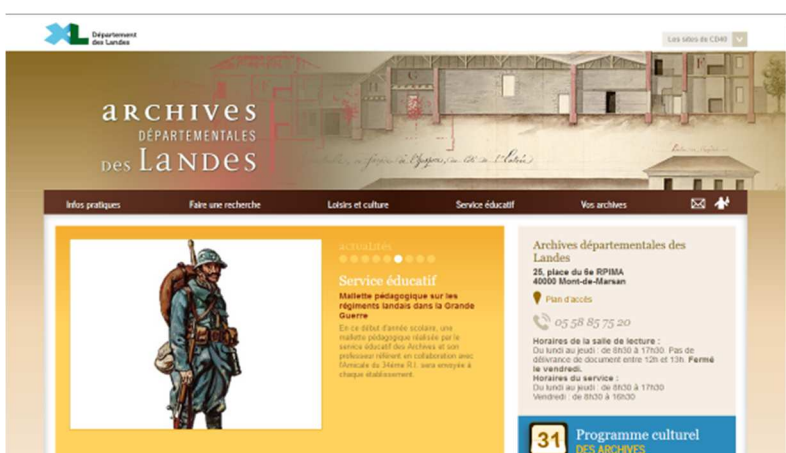 XL Département
des Landes
Les sites du CD40
ARCHIVES
DÉPARTEMENTALES
DES LANDES
G
F
Infos pratiques
Faire une recherche
Loisirs et culture
Service éducatif
Vos archives
actualités
Service éducatif
Mallette pédagogique sur les
régiments landais dans la Grande
Guerre
En ce début d'année scolaire, une
mallette pédagogique réalisée par le
service éducatif des Archives et son
professeur référent en collaboration avec
l'Amicale du 34ème R.I. sera envoyée à
chaque établissement.
Archives départementales des
Landes
25, place du 6e RPIMA
40000 Mont-de-Marsan
Plan d'accès
05 58 85 75 20
Horaires de la salle de lecture :
Du lundi au jeudi : de 8h30 à 17h30. Pas de
délivrance de document entre 12h et 13h. Fermé
le vendredi.
Horaires du service :
Du lundi au jeudi : de 8h30 à 17h30
Vendredi : de 8h30 à 16h30
31
Programme culturel
DES ARCHIVES